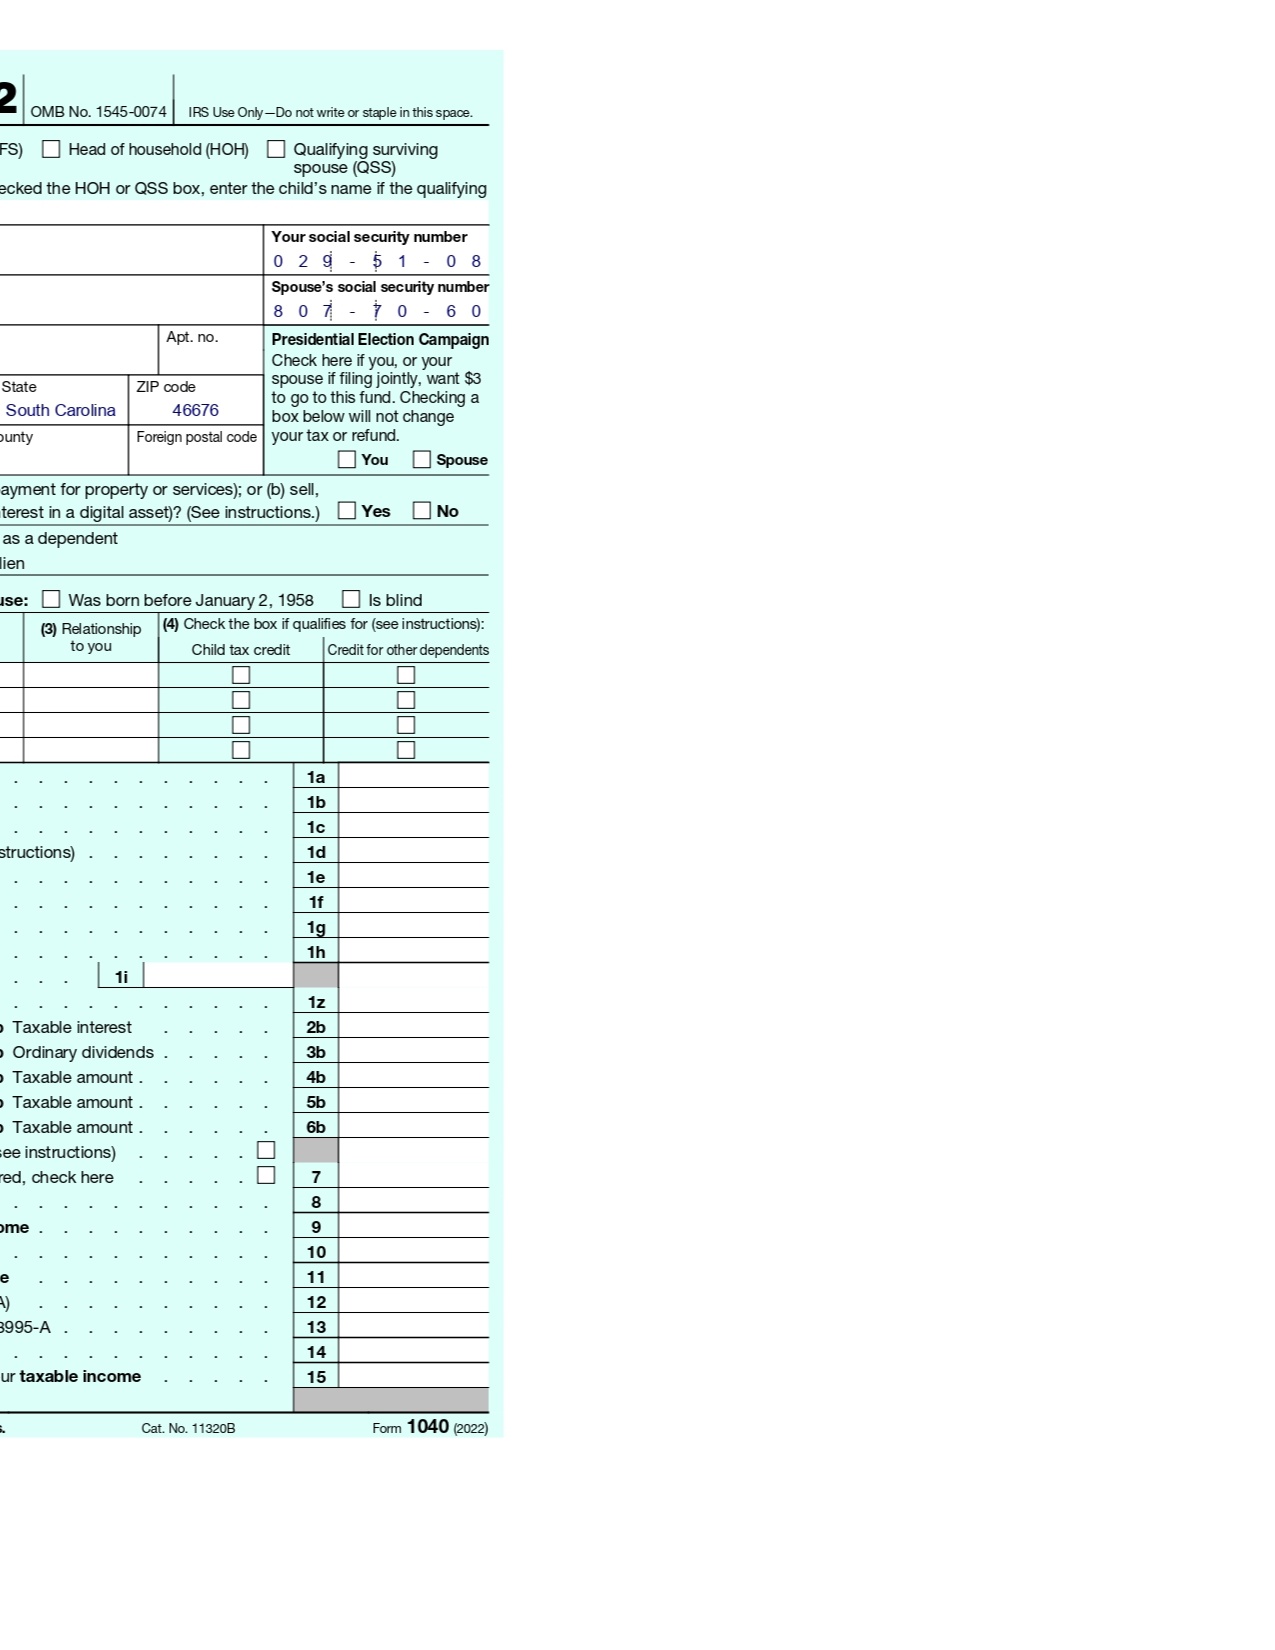 2 OMB No. 1545-0074 IRS Use Only—Do not write or staple in this space.
FS) Head of household (HOH) Qualifying surviving
spouse (QSS)
ecked the HOH or QSS box, enter the child's name if the qualifying
Your social security number
0 2 9 - 5 1 - 0 8
Spouse's social security number
8 0 7 - 7 0 - 6 0
Apt. no. Presidential Election Campaign
Check here if you, or your
spouse if filing jointly, want $3
to go to this fund. Checking a
box below will not change
your tax or refund.
You Spouse
State ZIP code
South Carolina 46676
ounty Foreign postal code
ayment for property or services); or (b) sell,
terest in a digital asset)? (See instructions.) Yes No
as a dependent
lien
use: Was born before January 2, 1958 Is blind
(3) Relationship
to you
(4) Check the box if qualifies for (see instructions):
Child tax credit Credit for other dependents
. . . . . . . . . . . 1a
. . . . . . . . . . . 1b
. . . . . . . . . . . 1c
structions) . . . . . . . . 1d
. . . . . . . . . . . 1e
. . . . . . . . . . . 1f
. . . . . . . . . . . 1g
. . . . . . . . . . . 1h
. . . 1i
. . . . . . . . . . . 1z
b Taxable interest . . . . . 2b
b Ordinary dividends . . . . . 3b
b Taxable amount . . . . . . 4b
b Taxable amount . . . . . . 5b
b Taxable amount . . . . . . 6b
see instructions) . . . . .
red, check here . . . . . 7
. . . . . . . . . . . 8
ome . . . . . . . . . . 9
. . . . . . . . . . . 10
e . . . . . . . . . . 11
A) . . . . . . . . . . 12
8995-A . . . . . . . . . 13
. . . . . . . . . . . 14
ur taxable income . . . . . 15
s. Cat. No. 11320B Form 1040 (2022)